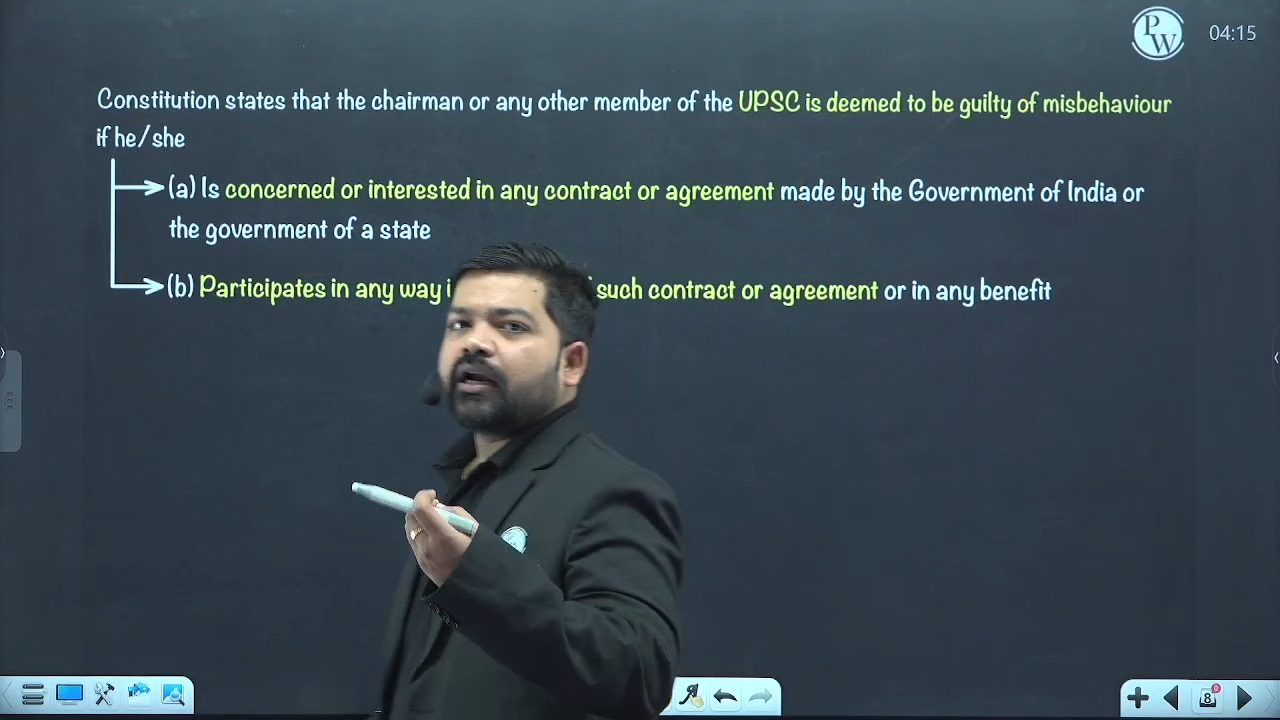 PW
04:15
Constitution states that the chairman or any other member of the UPSC is deemed to be guilty of misbehaviour
if he/she
(a) Is concerned or interested in any contract or agreement made by the Government of India or
the government of a state
(b) Participates in any way such contract or agreement or in any benefit
8